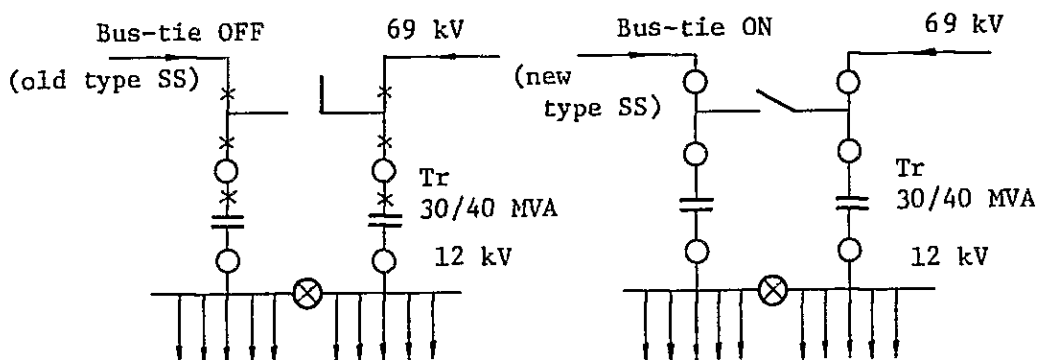 Bus-tie OFF
69 kV
(old type SS)
Tr
30/40 MVA
12 kV
Bus-tie ON
69 kV
(new
type SS)
Tr
30/40 MVA
12 kV